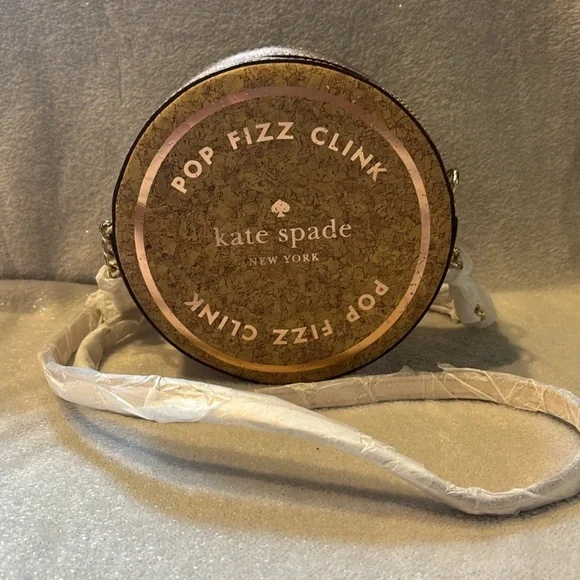 POP FIZZ CLINK
kate spade
NEW YORK
POP FIZZ CLINK